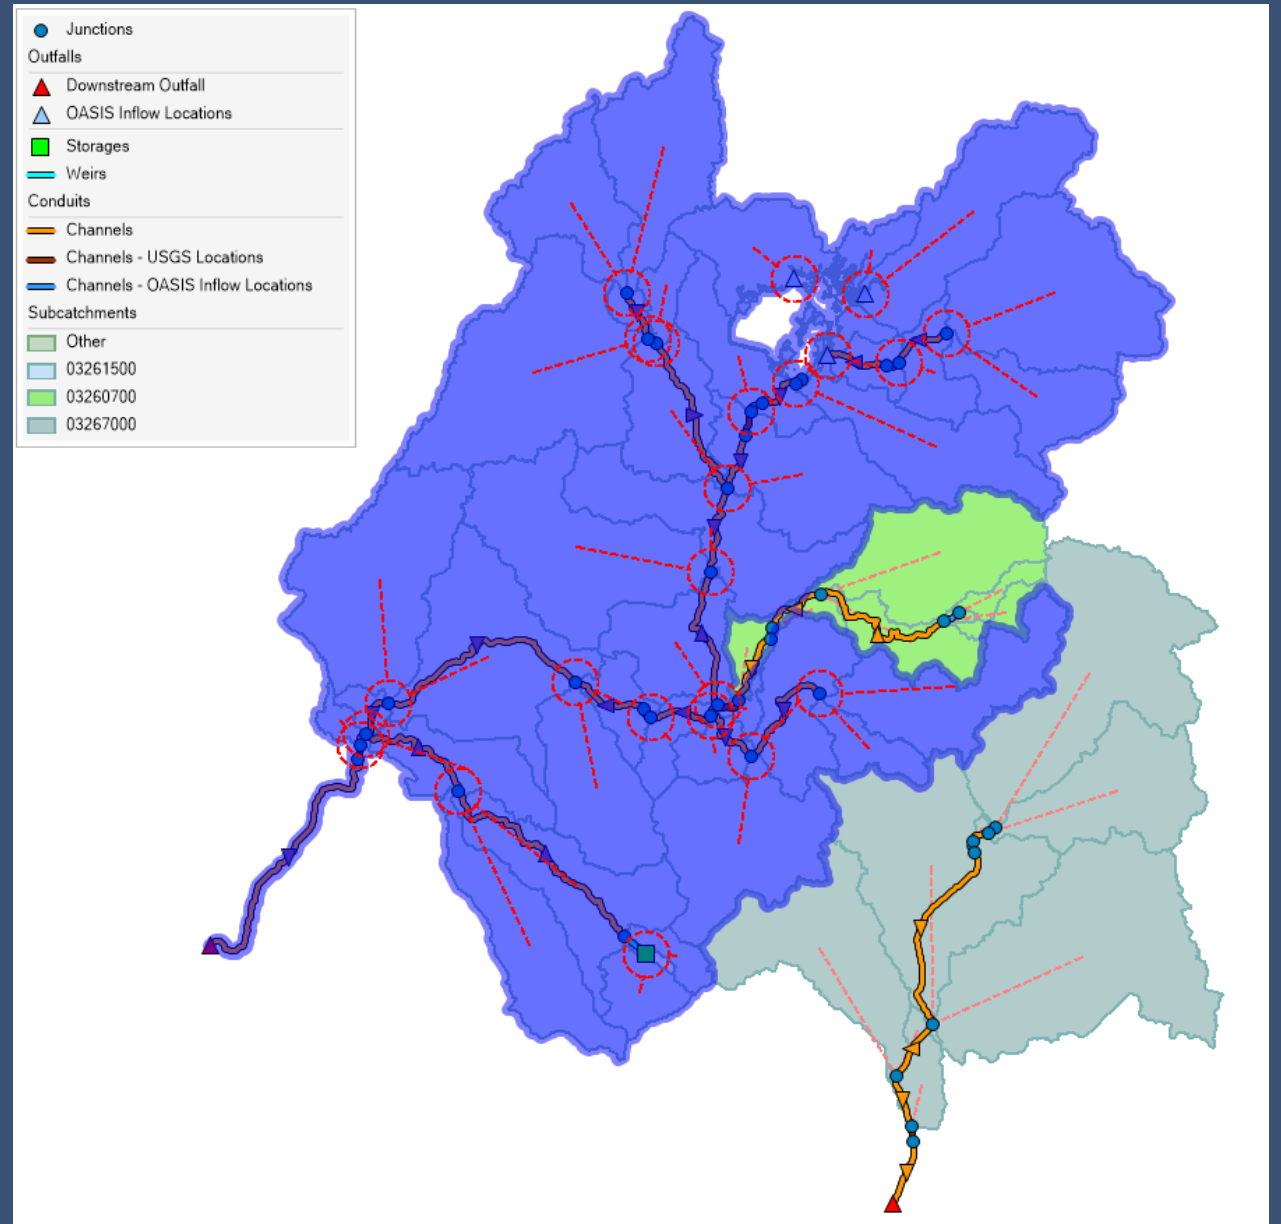 Junctions
Outfalls
Downstream Outfall
OASIS Inflow Locations
Storages
Weirs
Conduits
Channels
Channels - USGS Locations
Channels - OASIS Inflow Locations
Subcatchments
Other
03261500
03260700
03267000